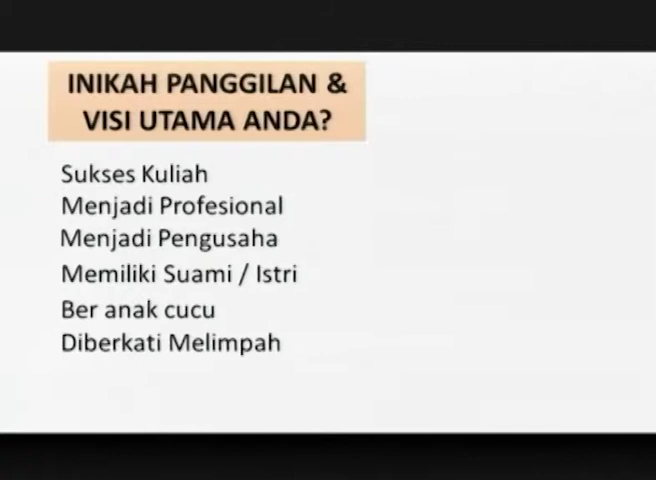 INIKAH PANGGILAN &
VISI UTAMA ANDA?
Sukses Kuliah
Menjadi Profesional
Menjadi Pengusaha
Memiliki Suami / Istri
Ber anak cucu
Diberkati Melimpah